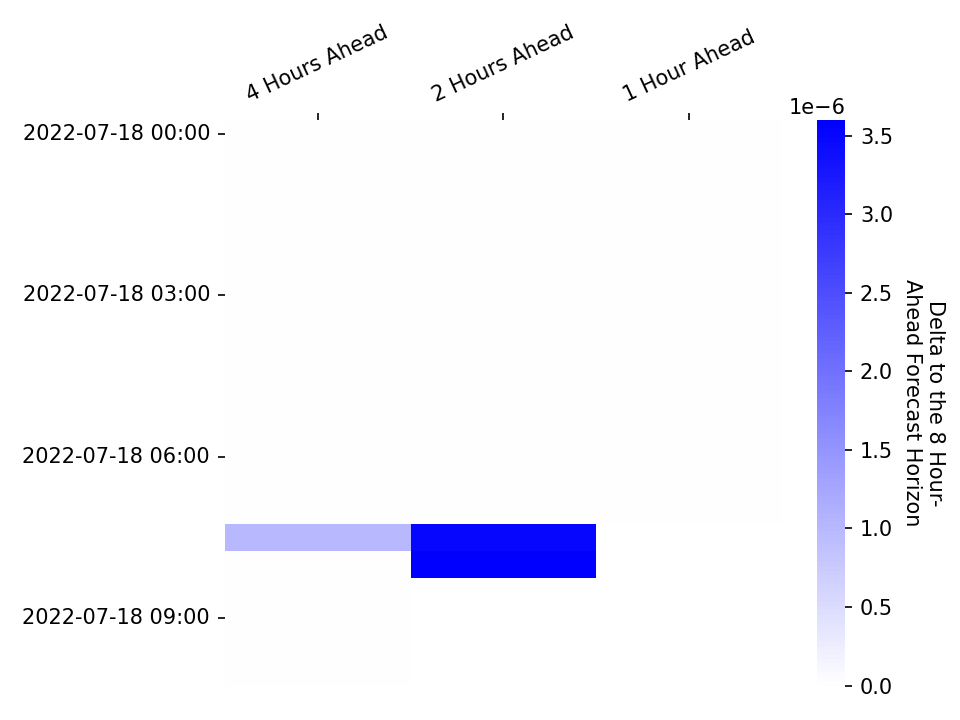 4 Hours Ahead
2 Hours Ahead
1 Hour Ahead
2022-07-18 00:00
2022-07-18 03:00
2022-07-18 06:00
2022-07-18 09:00
1e−6
3.5
3.0
2.5
2.0
1.5
1.0
0.5
0.0
Delta to the 8 Hour-
Ahead Forecast Horizon